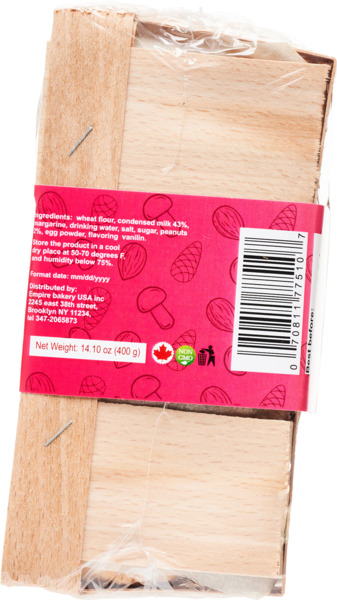 Ingredients: wheat flour, condensed milk 43%,
margarine, drinking water, salt, sugar, peanuts
2%, egg powder, flavoring vanilin.
Store the product in a cool
dry place at 50-70 degrees F
and humidity below 75%.
Format date: mm/dd/yyyy
Distributed by:
Empire bakery USA inc
2245 east 38th street,
Brooklyn NY 11234,
tel 347-2065873
Net Weight: 14.10 oz (400 g)
NON
GMO
0 70811 77510 7
Best before: